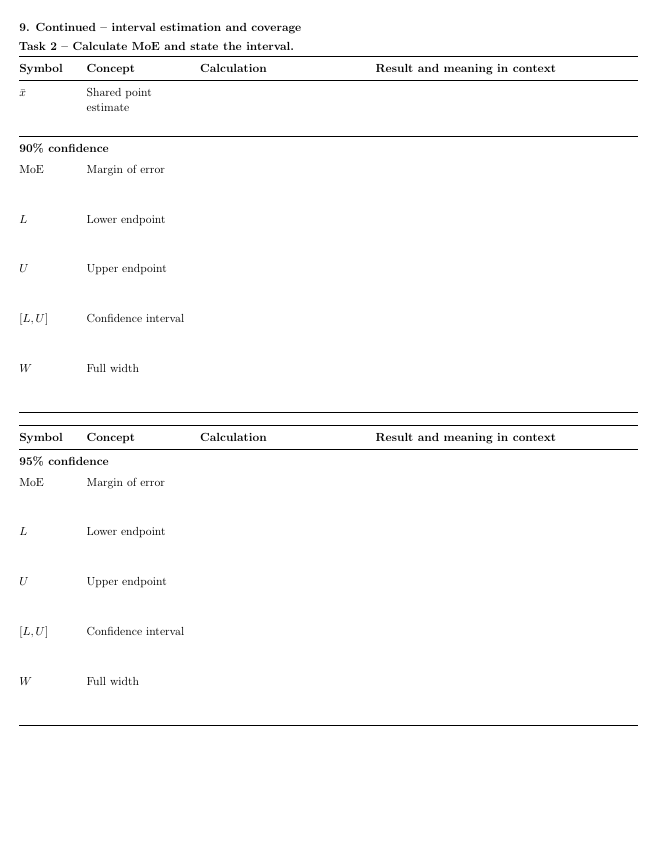 9. Continued – interval estimation and coverage
Task 2 – Calculate MoE and state the interval.
Symbol Concept Calculation Result and meaning in context
x̄ Shared point
estimate
90% confidence
MoE Margin of error
L Lower endpoint
U Upper endpoint
[L, U] Confidence interval
W Full width
Symbol Concept Calculation Result and meaning in context
95% confidence
MoE Margin of error
L Lower endpoint
U Upper endpoint
[L, U] Confidence interval
W Full width